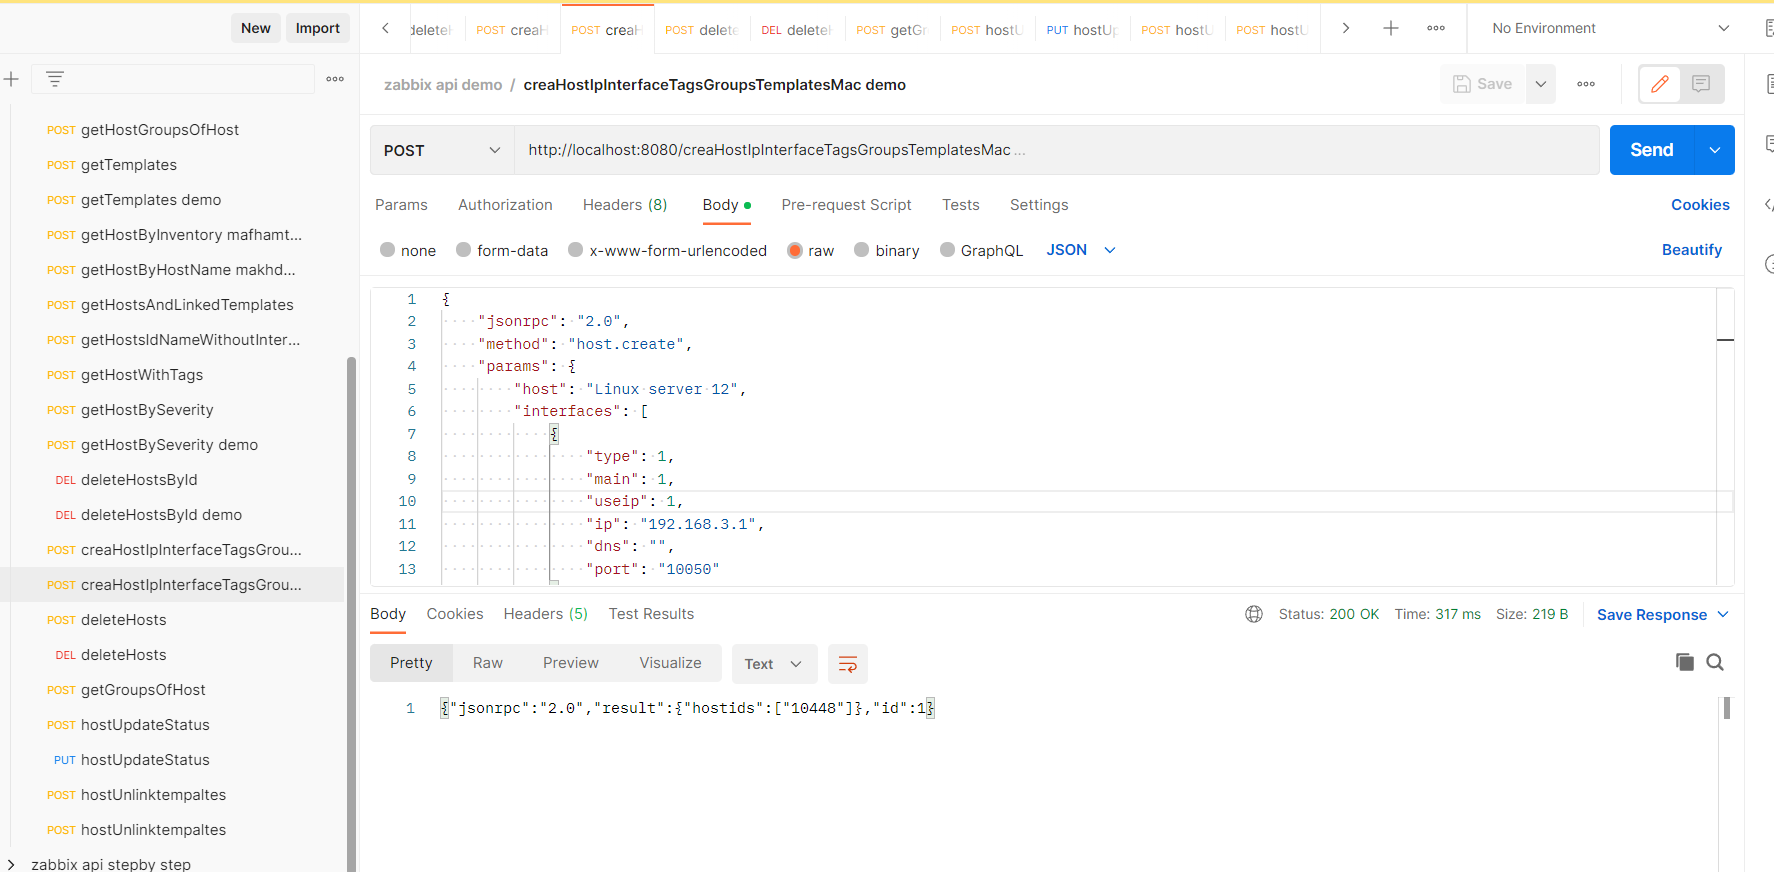 New Import
POST getHostGroupsOfHost
POST getTemplates
POST getTemplates demo
POST getHostByInventory mafhamt...
POST getHostByHostName makhd...
POST getHostsAndLinkedTemplates
POST getHostsIdNameWithoutInter...
POST getHostWithTags
POST getHostBySeverity
POST getHostBySeverity demo
DEL deleteHostsById
DEL deleteHostsById demo
POST creaHostIpInterfaceTagsGrou...
POST creaHostIpInterfaceTagsGrou...
POST deleteHosts
DEL deleteHosts
POST getGroupsOfHost
POST hostUpdateStatus
PUT hostUpdateStatus
POST hostUnlinktempaltes
POST hostUnlinktempaltes
zabbix api stepby step
delete POST creaH POST creaH POST delete DEL delete POST getGr POST hostU PUT hostUp POST hostU POST hostU No Environment
zabbix api demo / creaHostIpInterfaceTagsGroupsTemplatesMac demo Save
POST http://localhost:8080/creaHostIpInterfaceTagsGroupsTemplatesMac ... Send
Params Authorization Headers (8) Body Pre-request Script Tests Settings Cookies
none form-data x-www-form-urlencoded raw binary GraphQL JSON Beautify
1 {
2 "jsonrpc": "2.0",
3 "method": "host.create",
4 "params": {
5 "host": "Linux server 12",
6 "interfaces": [
7 {
8 "type": 1,
9 "main": 1,
10 "useip": 1,
11 "ip": "192.168.3.1",
12 "dns": "",
13 "port": "10050"
Body Cookies Headers (5) Test Results Status: 200 OK Time: 317 ms Size: 219 B Save Response
Pretty Raw Preview Visualize Text
1 {"jsonrpc":"2.0","result":{"hostids":["10448"]},"id":1}